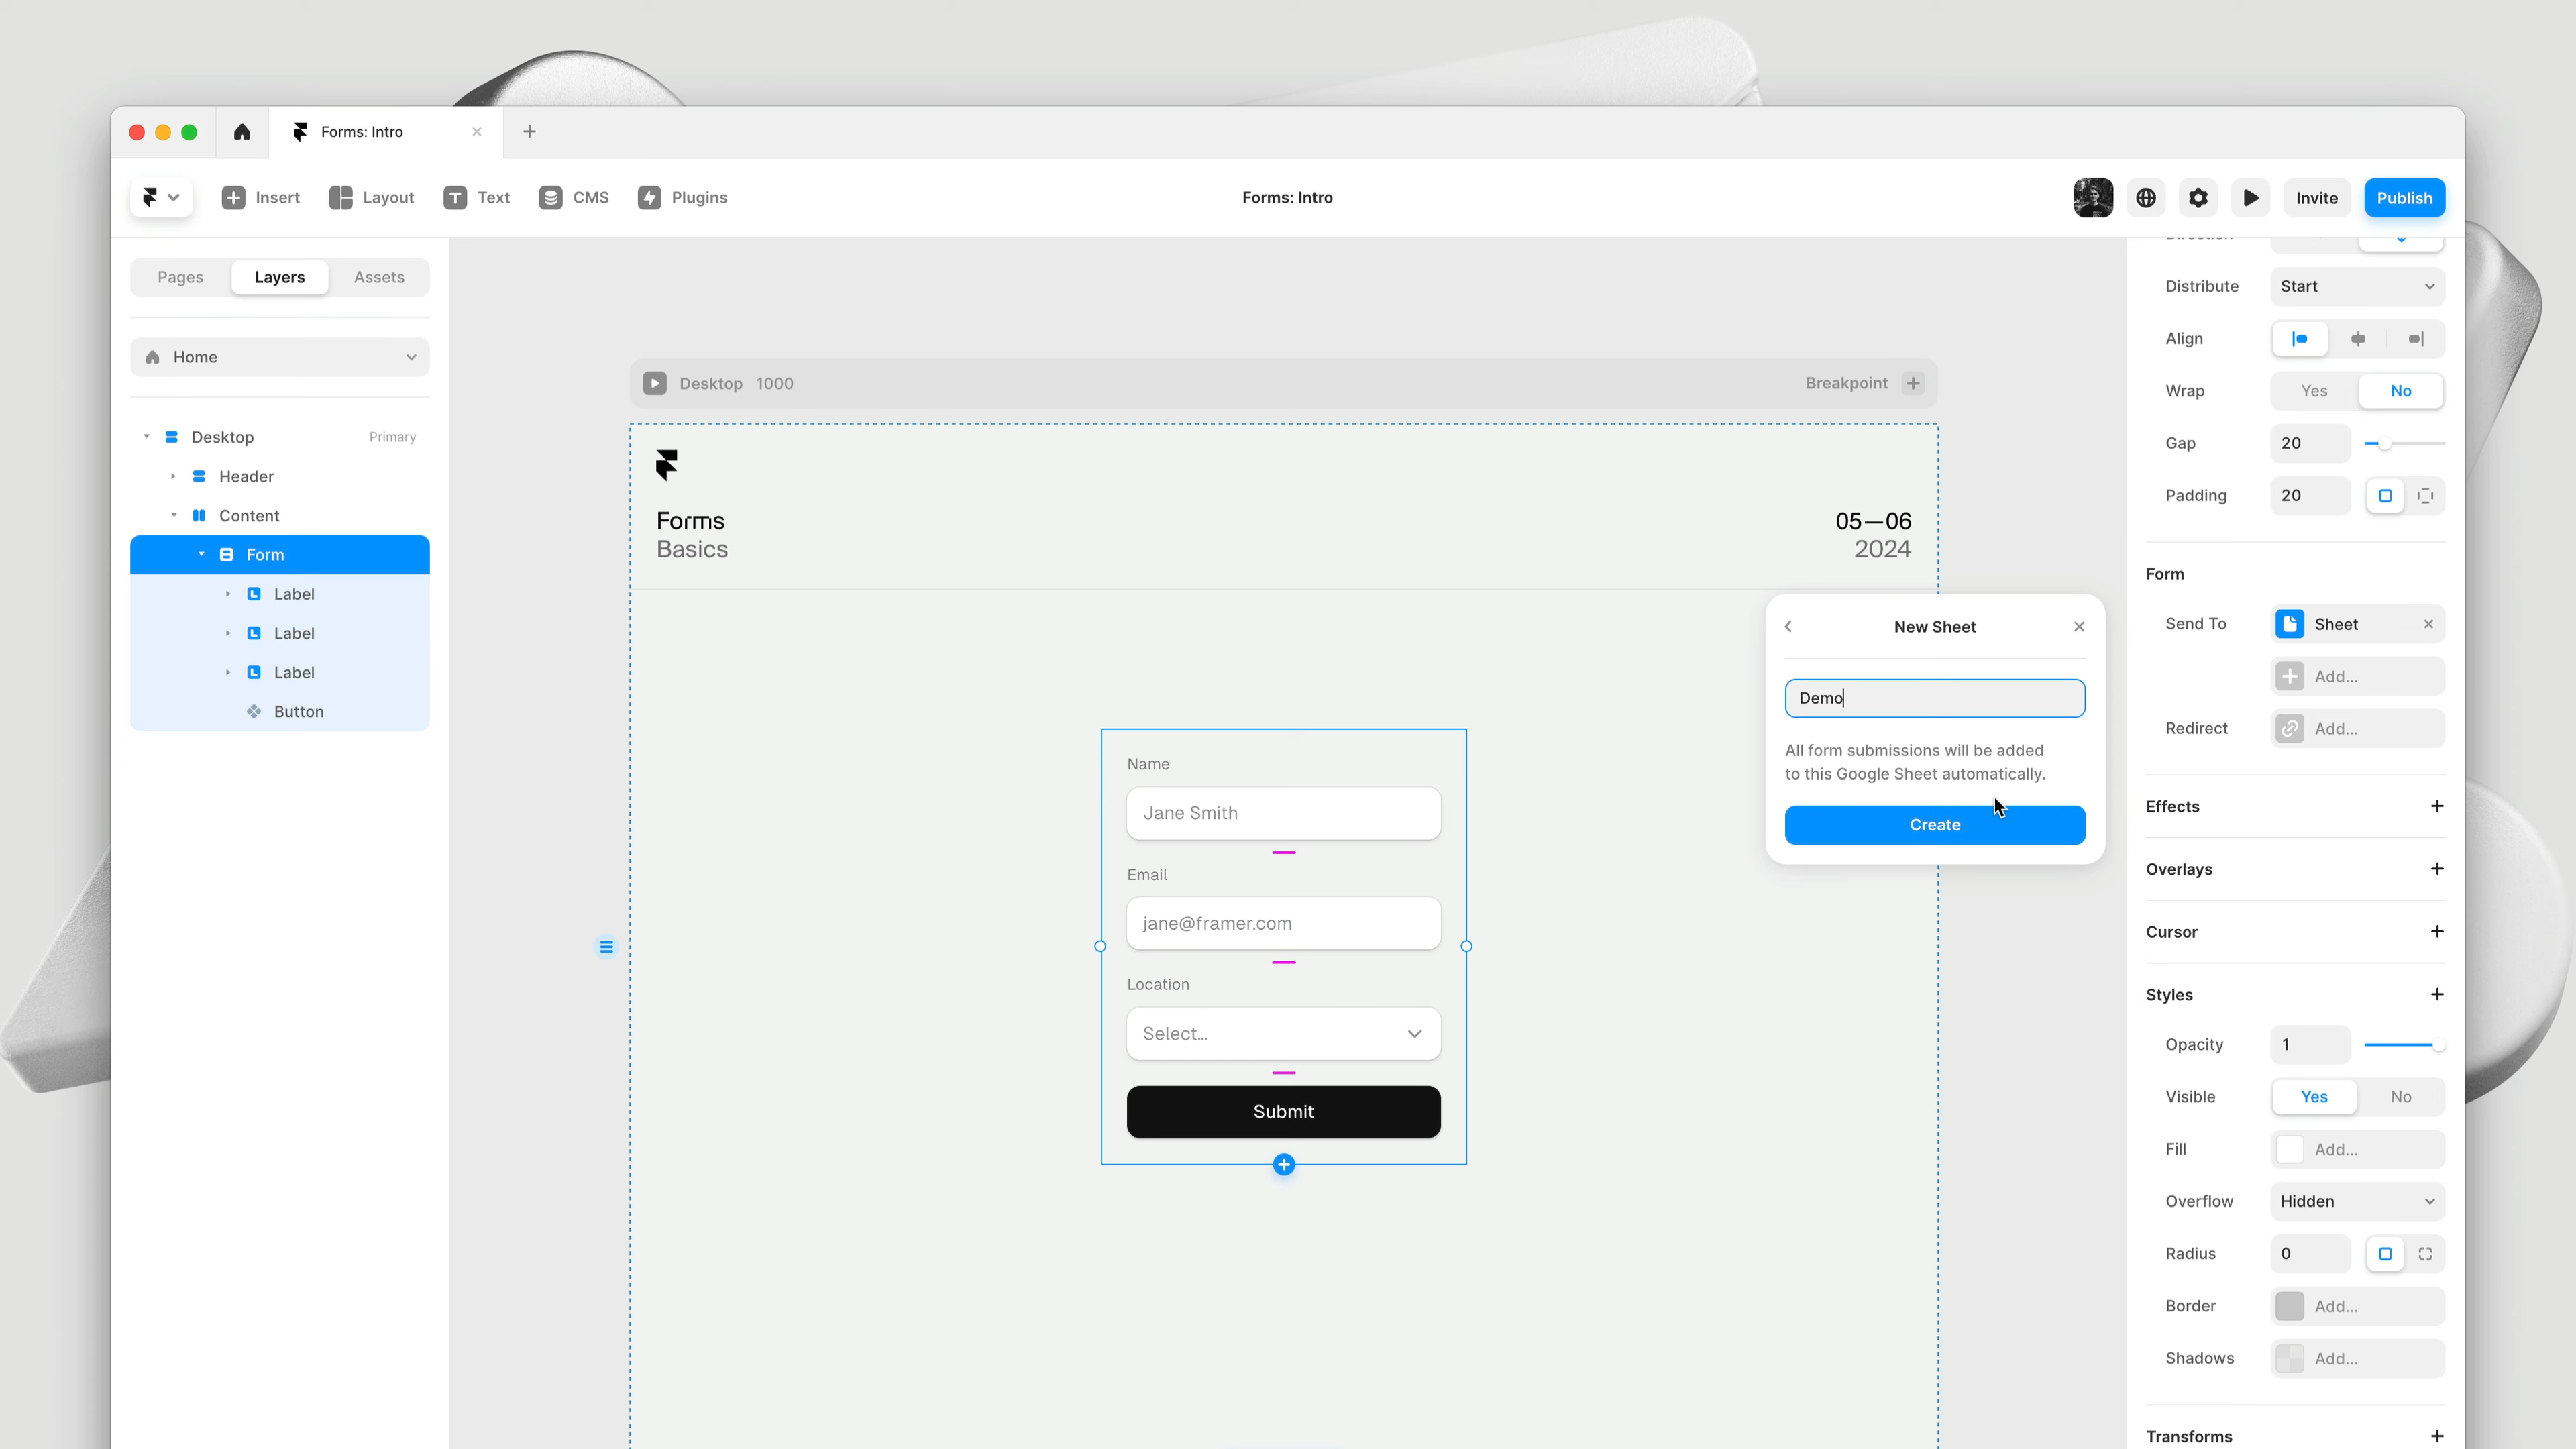 Forms: Intro
Insert
Layout
Text
CMS
Plugins
Forms: Intro
Invite
Publish
Pages
Layers
Assets
Home
Desktop
Primary
Header
Content
Form
Label
Label
Label
Button
Desktop 1000
Breakpoint
Forms
Basics
05—06
2024
Name
Jane Smith
Email
jane@framer.com
Location
Select...
Submit
New Sheet
Demo
All form submissions will be added
to this Google Sheet automatically.
Create
Distribute Start
Align
Wrap Yes No
Gap 20
Padding 20
Form
Send To Sheet
Add...
Redirect Add...
Effects
Overlays
Cursor
Styles
Opacity 1
Visible Yes No
Fill Add...
Overflow Hidden
Radius 0
Border Add...
Shadows Add...
Transforms